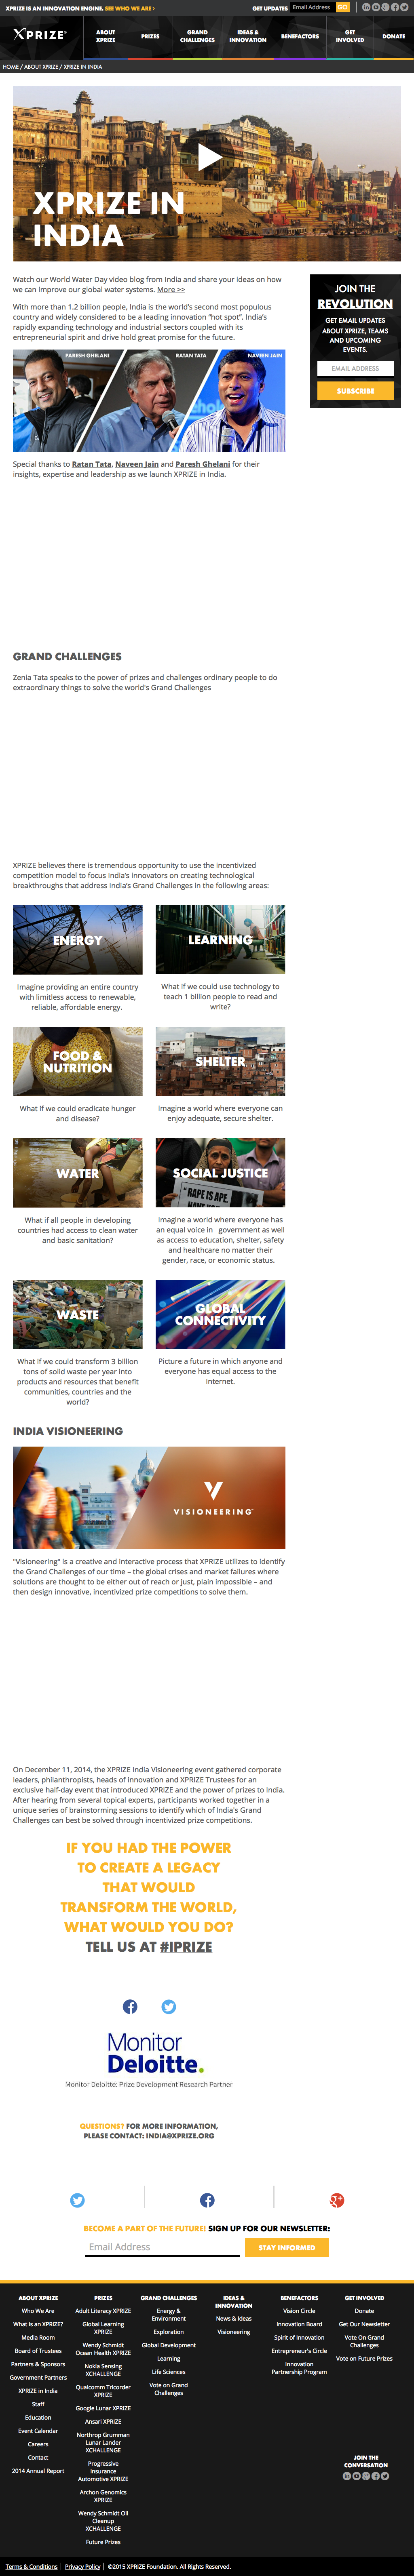 XPRIZE IS AN INNOVATION ENGINE. SEE WHO WE ARE >
GET UPDATES Email Address GO
XPRIZE
ABOUT XPRIZE
PRIZES
GRAND CHALLENGES
IDEAS & INNOVATION
BENEFACTORS
GET INVOLVED
DONATE
HOME / ABOUT XPRIZE / XPRIZE IN INDIA
XPRIZE IN
INDIA
Watch our World Water Day video blog from India and share your ideas on how
we can improve our global water systems. More >>
With more than 1.2 billion people, India is the world's second most populous
country and widely considered to be a leading innovation "hot spot". India's
rapidly expanding technology and industrial sectors coupled with its
entrepreneurial spirit and drive hold great promise for the future.
JOIN THE
REVOLUTION
GET EMAIL UPDATES
ABOUT XPRIZE, TEAMS
AND UPCOMING
EVENTS.
EMAIL ADDRESS
SUBSCRIBE
PARESH GHELANI
RATAN TATA
NAVEEN JAIN
Special thanks to Ratan Tata, Naveen Jain and Paresh Ghelani for their
insights, expertise and leadership as we launch XPRIZE in India.
GRAND CHALLENGES
Zenia Tata speaks to the power of prizes and challenges ordinary people to do
extraordinary things to solve the world's Grand Challenges
XPRIZE believes there is tremendous opportunity to use the incentivized
competition model to focus India's innovators on creating technological
breakthroughs that address India's Grand Challenges in the following areas:
ENERGY
Imagine providing an entire country
with limitless access to renewable,
reliable, affordable energy.
LEARNING
What if we could use technology to
teach 1 billion people to read and
write?
FOOD &
NUTRITION
What if we could eradicate hunger
and disease?
SHELTER
Imagine a world where everyone can
enjoy adequate, secure shelter.
WATER
What if all people in developing
countries had access to clean water
and basic sanitation?
SOCIAL JUSTICE
"RAPE IS APE.
Imagine a world where everyone has
an equal voice in government as well
as access to education, shelter, safety
and healthcare no matter their
gender, race, or economic status.
WASTE
What if we could transform 3 billion
tons of solid waste per year into
products and resources that benefit
communities, countries and the
world?
GLOBAL
CONNECTIVITY
Picture a future in which anyone and
everyone has equal access to the
internet.
INDIA VISIONEERING
VISIONEERING
"Visioneering" is a creative and interactive process that XPRIZE utilizes to identify
the Grand Challenges of our time – the global crises and market failures where
solutions are thought to be either out of reach or just, plain impossible – and
then design innovative, incentivized prize competitions to solve them.
On December 11, 2014, the XPRIZE India Visioneering event gathered corporate
leaders, philanthropists, heads of innovation and XPRIZE Trustees for an
exclusive half-day event that introduced XPRIZE and the power of prizes to India.
After hearing from several topical experts, participants worked together in a
unique series of brainstorming sessions to identify which of India's Grand
Challenges can best be solved through incentivized prize competitions.
IF YOU HAD THE POWER
TO CREATE A LEGACY
THAT WOULD
TRANSFORM THE WORLD,
WHAT WOULD YOU DO?
TELL US AT #IPRIZE
Monitor
Deloitte.
Monitor Deloitte: Prize Development Research Partner
QUESTIONS? FOR MORE INFORMATION,
PLEASE CONTACT: INDIA@XPRIZE.ORG
BECOME A PART OF THE FUTURE! SIGN UP FOR OUR NEWSLETTER:
Email Address
STAY INFORMED
ABOUT XPRIZE
Who We Are
What is an XPRIZE?
Media Room
Board of Trustees
Partners & Sponsors
Government Partners
XPRIZE in India
Staff
Education
Event Calendar
Careers
Contact
2014 Annual Report
PRIZES
Adult Literacy XPRIZE
Global Learning
XPRIZE
Wendy Schmidt
Ocean Health XPRIZE
Nokia Sensing
XCHALLENGE
Qualcomm Tricorder
XPRIZE
Google Lunar XPRIZE
Ansari XPRIZE
Northrop Grumman
Lunar Lander
XCHALLENGE
Progressive
Insurance
Automotive XPRIZE
Archon Genomics
XPRIZE
Wendy Schmidt Oil
Cleanup
XCHALLENGE
Future Prizes
GRAND CHALLENGES
Energy &
Environment
Exploration
Global Development
Learning
Life Sciences
Vote on Grand
Challenges
IDEAS &
INNOVATION
News & Ideas
Visioneering
BENEFACTORS
Vision Circle
Innovation Board
Spirit of Innovation
Entrepreneur's Circle
Innovation
Partnership Program
GET INVOLVED
Donate
Get Our Newsletter
Vote On Grand
Challenges
Vote on Future Prizes
JOIN THE
CONVERSATION
Terms & Conditions | Privacy Policy | ©2015 XPRIZE Foundation. All Rights Reserved.